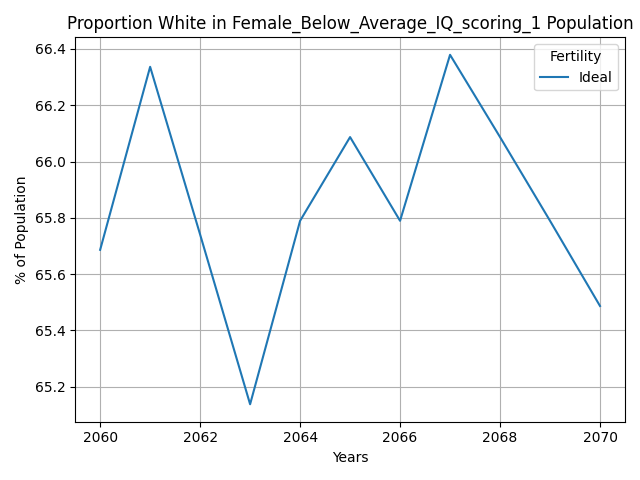 Proportion White in Female_Below_Average_IQ_scoring_1 Population
66.4
66.2
66.0
65.8
65.6
65.4
65.2
% of Population
Fertility
Ideal
2060
2062
2064
2066
2068
2070
Years